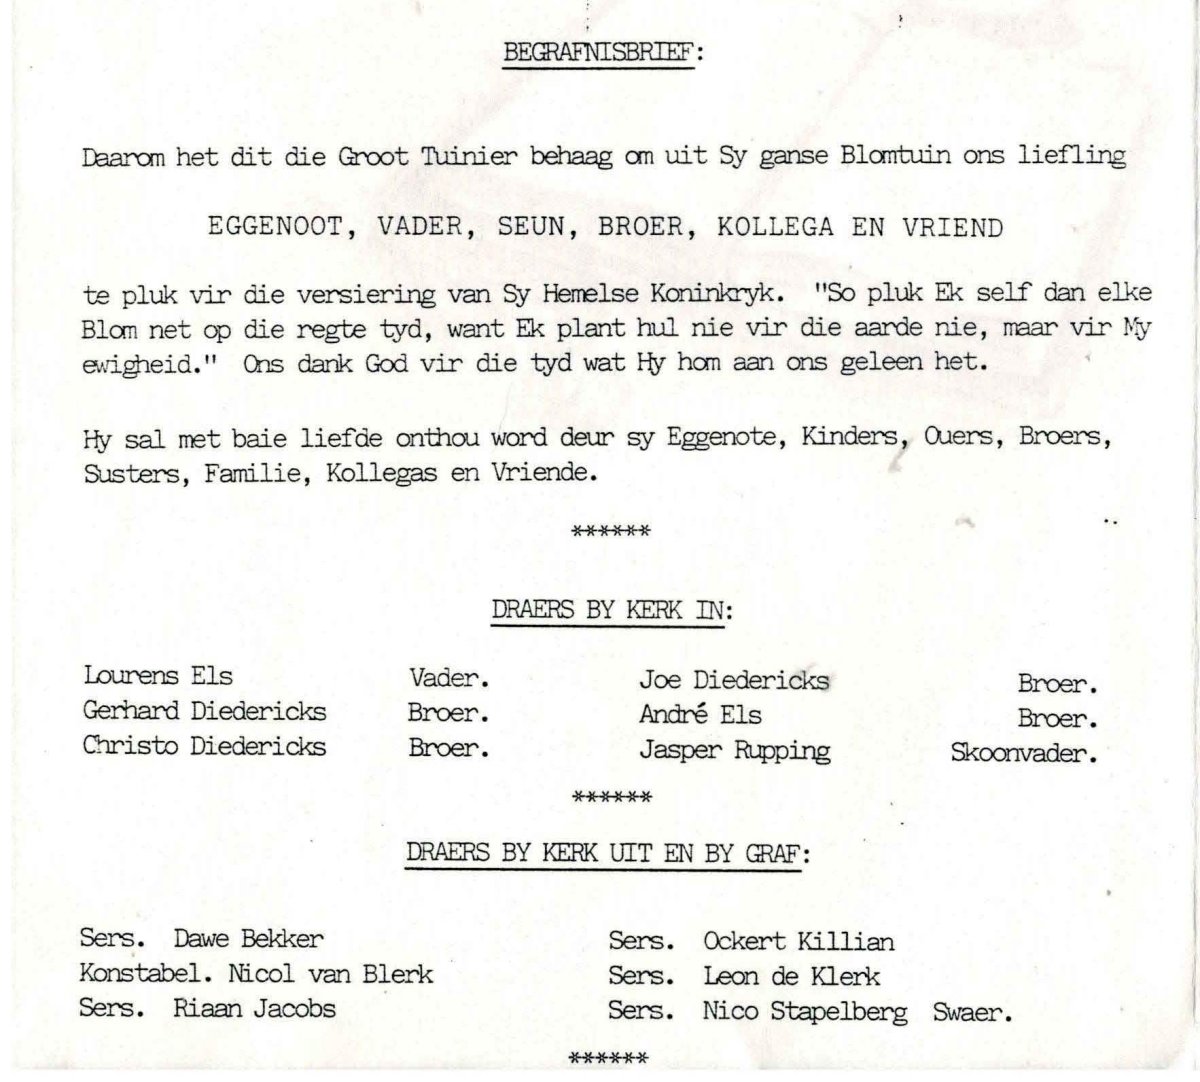 BEGRAFNISBRIEF:
Daarom het dit die Groot Tuinier behaag om uit Sy ganse Blomtuin ons liefling
EGGENOOT, VADER, SEUN, BROER, KOLLEGA EN VRIEND
te pluk vir die versiering van Sy Hemelse Koninkryk. "So pluk Ek self dan elke
Blom net op die regte tyd, want Ek plant hul nie vir die aarde nie, maar vir My
ewigheid." Ons dank God vir die tyd wat Hy hom aan ons geleen het.
Hy sal met baie liefde onthou word deur sy Eggenote, Kinders, Ouers, Broers,
Susters, Familie, Kollegas en Vriende.
******
DRAERS BY KERK IN:
Lourens Els Vader. Joe Diedericks Broer.
Gerhard Diedericks Broer. André Els Broer.
Christo Diedericks Broer. Jasper Rupping Skoonvader.
******
DRAERS BY KERK UIT EN BY GRAF:
Sers. Dawe Bekker Sers. Ockert Killian
Konstabel. Nicol van Blerk Sers. Leon de Klerk
Sers. Riaan Jacobs Sers. Nico Stapelberg Swaer.
******